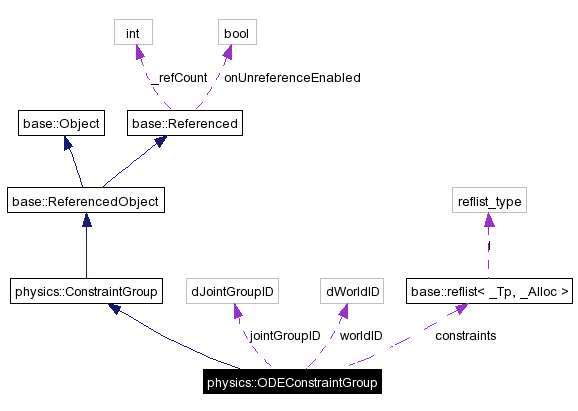 int
bool
_refCount
onUnreferenceEnabled
base::Object
base::Referenced
base::ReferencedObject
reflist_type
l
physics::ConstraintGroup
dJointGroupID
dWorldID
base::reflist< _Tp, _Alloc >
jointGroupID
worldID
constraints
physics::ODEConstraintGroup